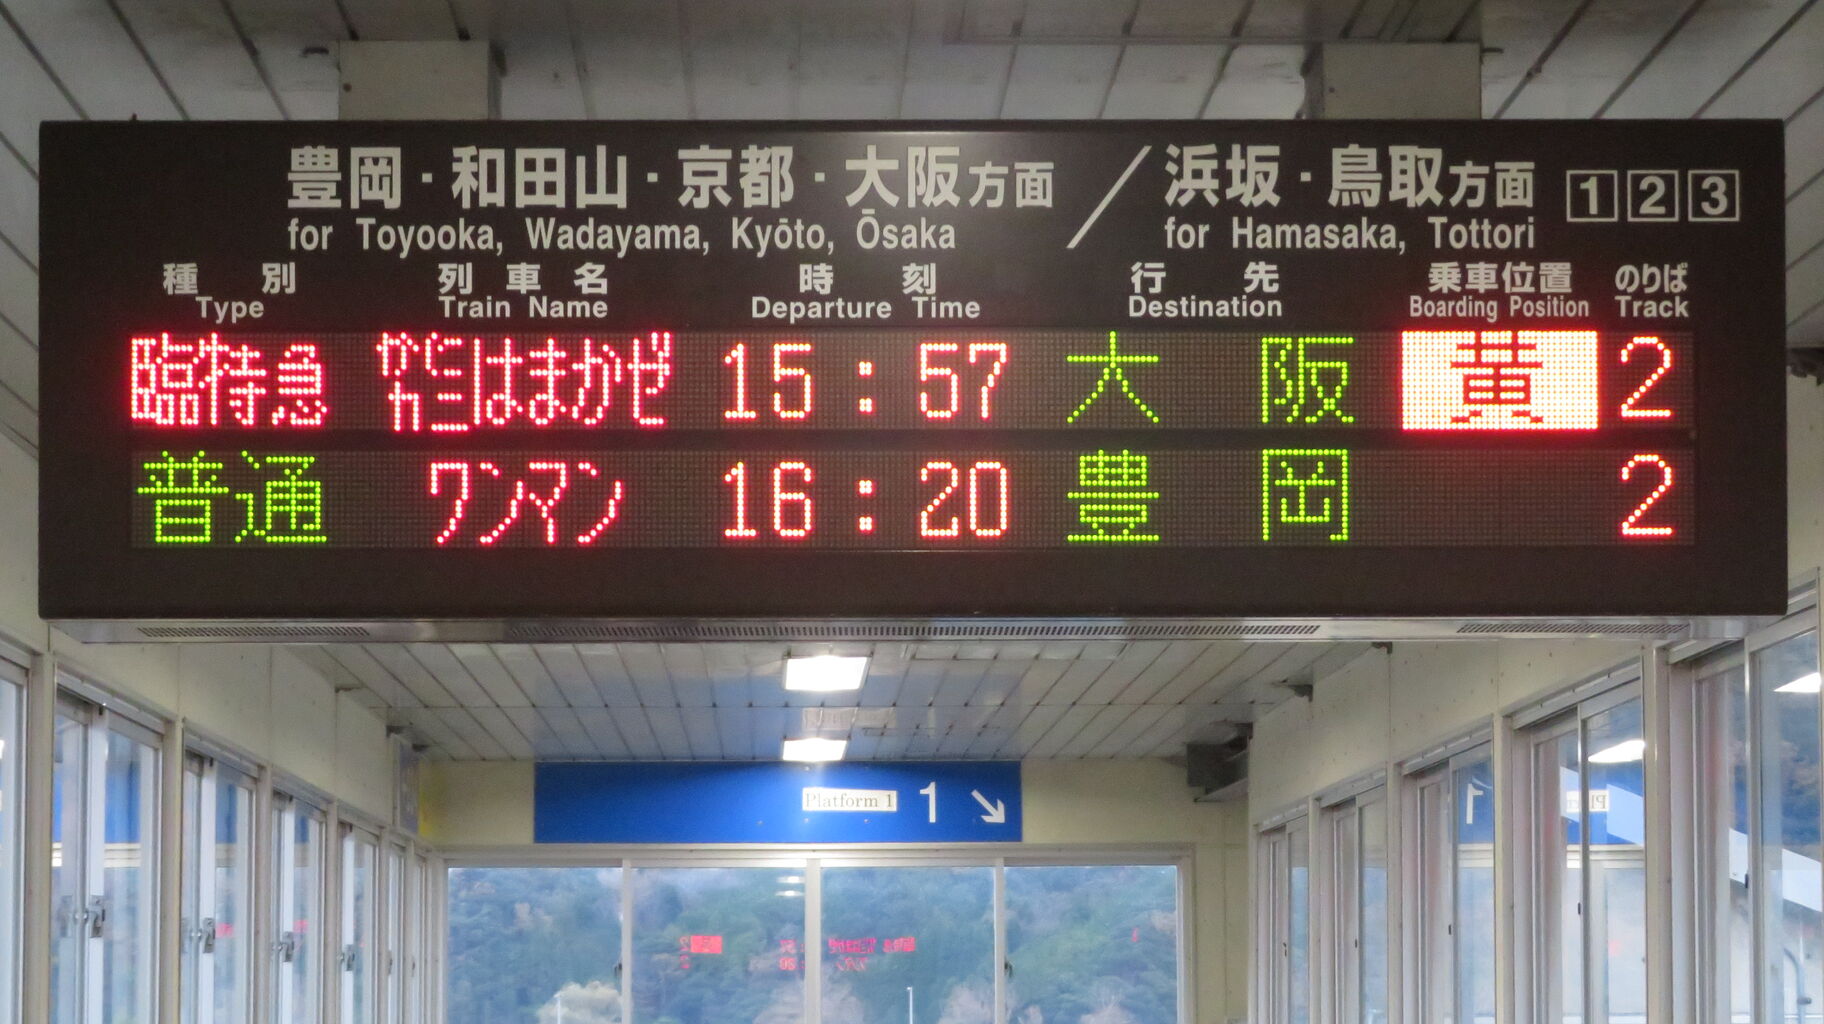 豊岡・和田山・京都・大阪方面／浜坂・鳥取方面 1 2 3
for Toyooka, Wadayama, Kyōto, Ōsaka for Hamasaka, Tottori
種別 列車名 時刻 行先 乗車位置 のりば
Type Train Name Departure Time Destination Boarding Position Track
臨特急 かにカニはまかぜ 15:57 大阪 黄 2
普通 ワンマン 16:20 豊岡 2
Platform 1 1 ↘